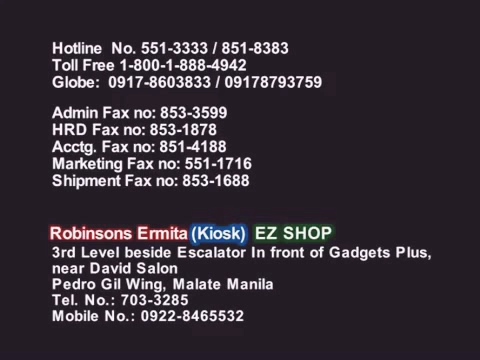 Hotline No. 551-3333 / 851-8383
Toll Free 1-800-1-888-4942
Globe: 0917-8603833 / 09178793759
Admin Fax no: 853-3599
HRD Fax no: 853-1878
Acctg. Fax no: 851-4188
Marketing Fax no: 551-1716
Shipment Fax no: 853-1688
Robinsons Ermita (Kiosk) EZ SHOP
3rd Level beside Escalator In front of Gadgets Plus,
near David Salon
Pedro Gil Wing, Malate Manila
Tel. No.: 703-3285
Mobile No.: 0922-8465532